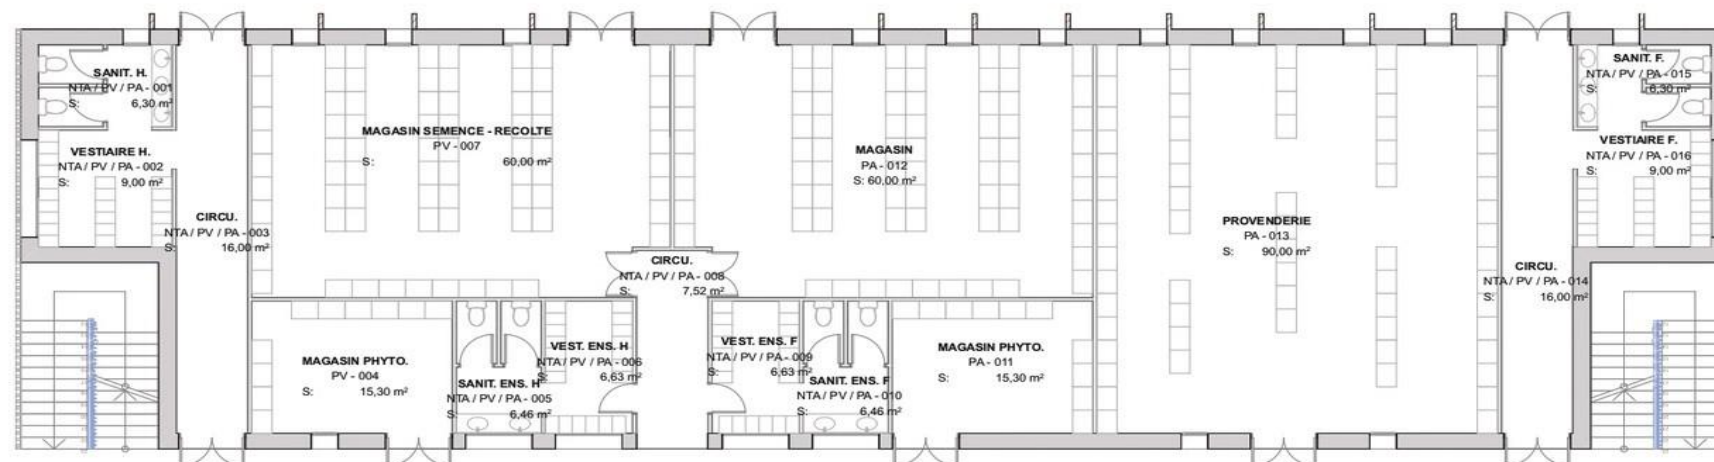 SANIT. H.
NTA / PV / PA - 001
S: 6,30 m²
VESTIAIRE H.
NTA / PV / PA - 002
S: 9,00 m²
CIRCU.
NTA / PV / PA - 003
S: 16,00 m²
MAGASIN SEMENCE - RECOLTE
PV - 007
S: 60,00 m²
MAGASIN PHYTO.
PV - 004
S: 15,30 m²
SANIT. ENS. H
NTA / PV / PA - 005
S: 6,46 m²
VEST. ENS. H
NTA / PV / PA - 006
S: 6,63 m²
CIRCU.
NTA / PV / PA - 008
S: 7,52 m²
VEST. ENS. F
NTA / PV / PA - 009
S: 6,63 m²
SANIT. ENS. F
NTA / PV / PA - 010
S: 6,46 m²
MAGASIN
PA - 012
S: 60,00 m²
MAGASIN PHYTO.
PA - 011
S: 15,30 m²
PROVENDERIE
PA - 013
S: 90,00 m²
CIRCU.
NTA / PV / PA - 014
S: 16,00 m²
SANIT. F.
NTA / PV / PA - 015
S: 6,30 m²
VESTIAIRE F.
NTA / PV / PA - 016
S: 9,00 m²